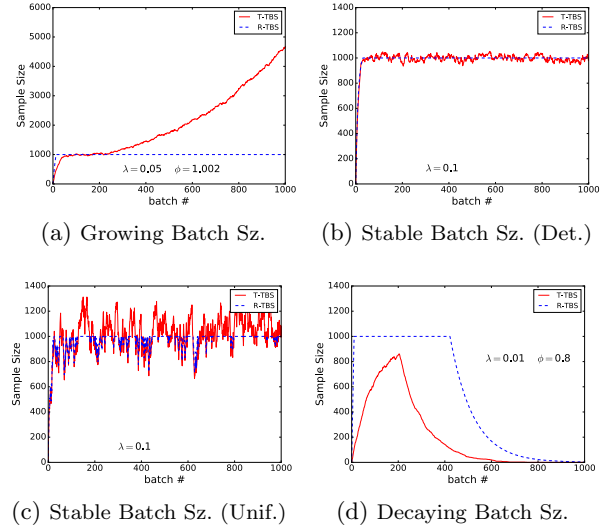 6000
5000
4000
3000
2000
1000
0
Sample Size
T-TBS
R-TBS
λ = 0.05 ϕ = 1.002
0 200 400 600 800 1000
batch #
(a) Growing Batch Sz.
1400
1200
1000
800
600
400
200
0
Sample Size
T-TBS
R-TBS
λ = 0.1
0 200 400 600 800 1000
batch #
(b) Stable Batch Sz. (Det.)
1400
1200
1000
800
600
400
200
0
Sample Size
T-TBS
R-TBS
λ = 0.1
0 200 400 600 800 1000
batch #
(c) Stable Batch Sz. (Unif.)
1400
1200
1000
800
600
400
200
0
Sample Size
T-TBS
R-TBS
λ = 0.01 ϕ = 0.8
0 200 400 600 800 1000
batch #
(d) Decaying Batch Sz.